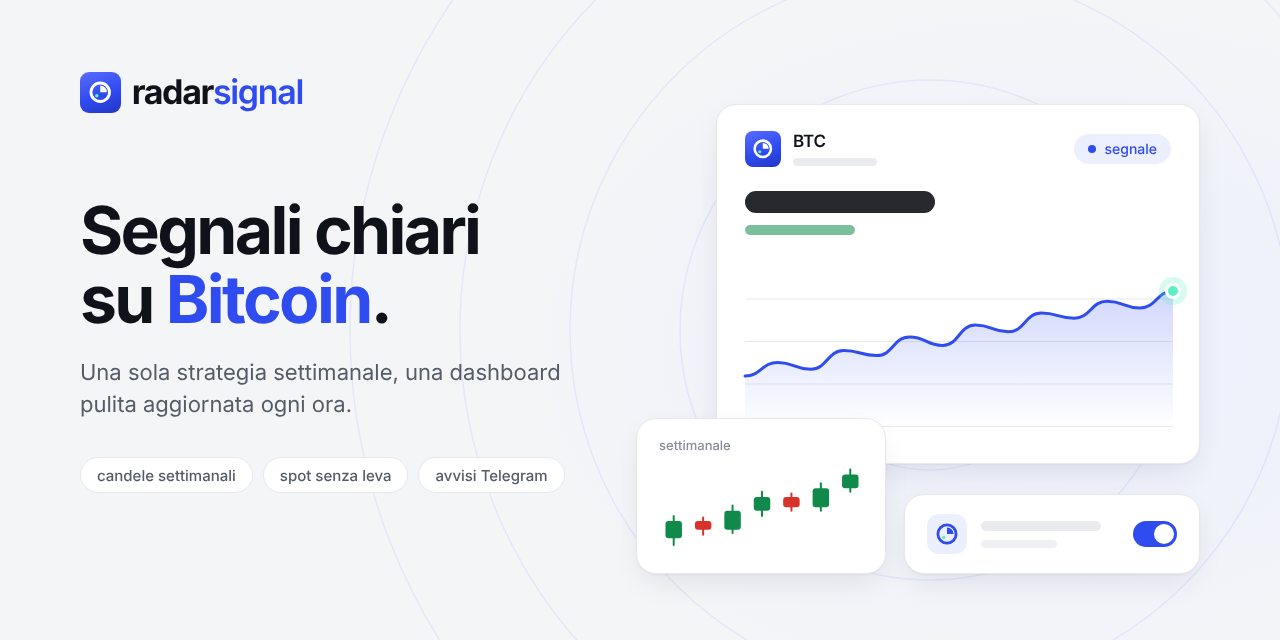 radarsignal
Segnali chiari
su Bitcoin.
Una sola strategia settimanale, una dashboard
pulita aggiornata ogni ora.
candele settimanali
spot senza leva
avvisi Telegram
BTC
segnale
settimanale